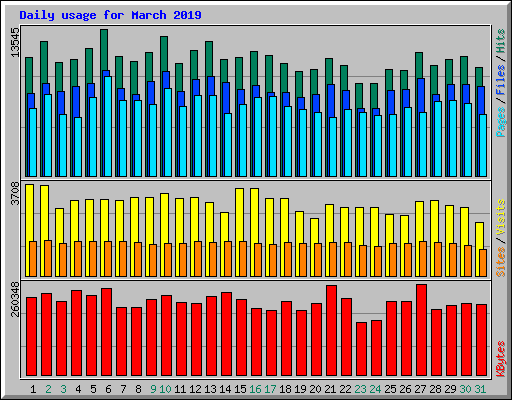 Daily usage for March 2019
13545
Pages / Files / Hits
3708
Sites / Visits
260348
KBytes
1 2 3 4 5 6 7 8 9 10 11 12 13 14 15 16 17 18 19 20 21 22 23 24 25 26 27 28 29 30 31